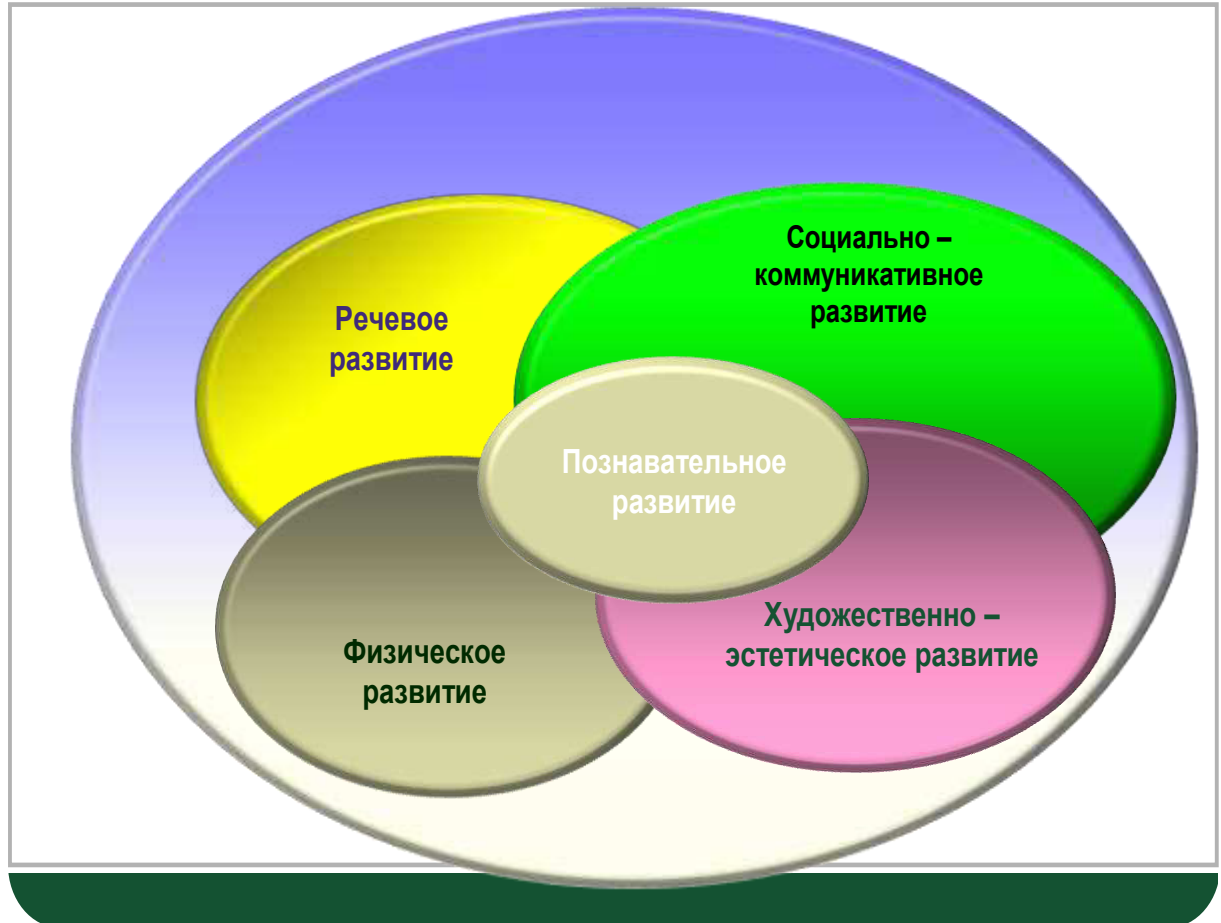 Социально –
коммуникативное
развитие
Речевое
развитие
Познавательное
развитие
Художественно –
эстетическое развитие
Физическое
развитие